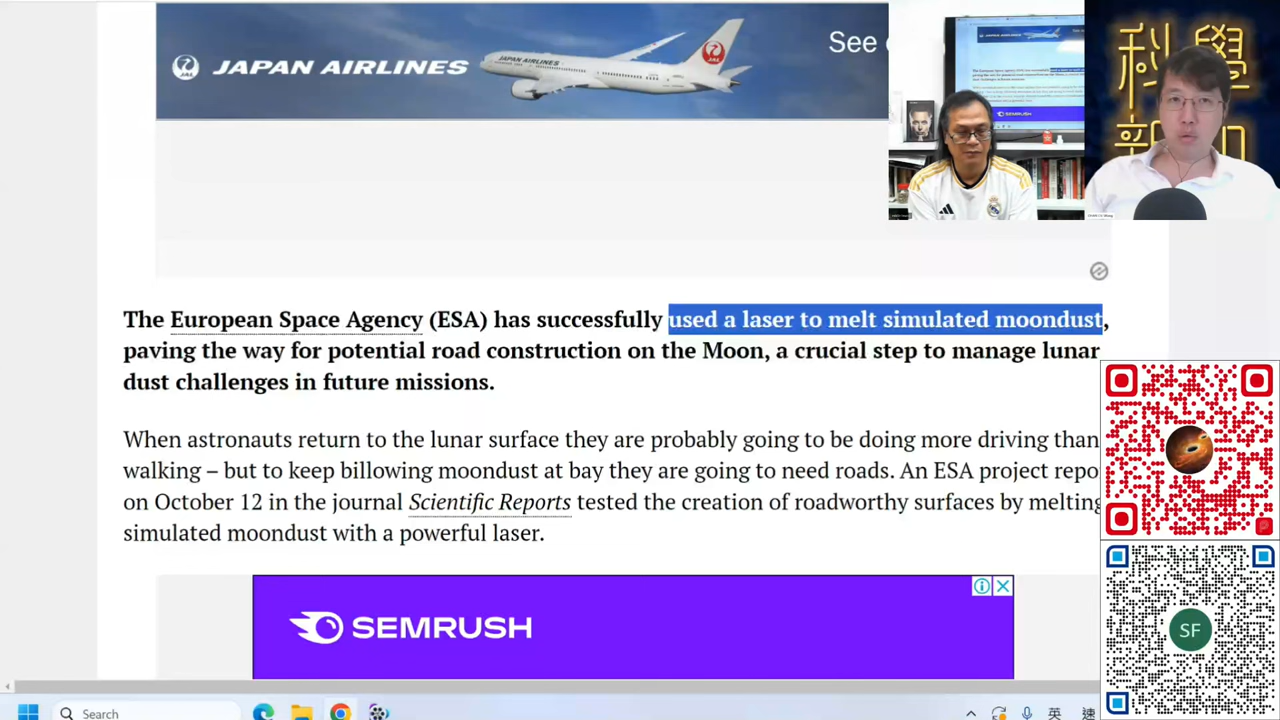 JAPAN AIRLINES
See
JAL
科學
The European Space Agency (ESA) has successfully used a laser to melt simulated moondust,
paving the way for potential road construction on the Moon, a crucial step to manage lunar
dust challenges in future missions.
When astronauts return to the lunar surface they are probably going to be doing more driving than
walking – but to keep billowing moondust at bay they are going to need roads. An ESA project repo
on October 12 in the journal Scientific Reports tested the creation of roadworthy surfaces by melting
simulated moondust with a powerful laser.
SEMRUSH
SF
Search
英
速